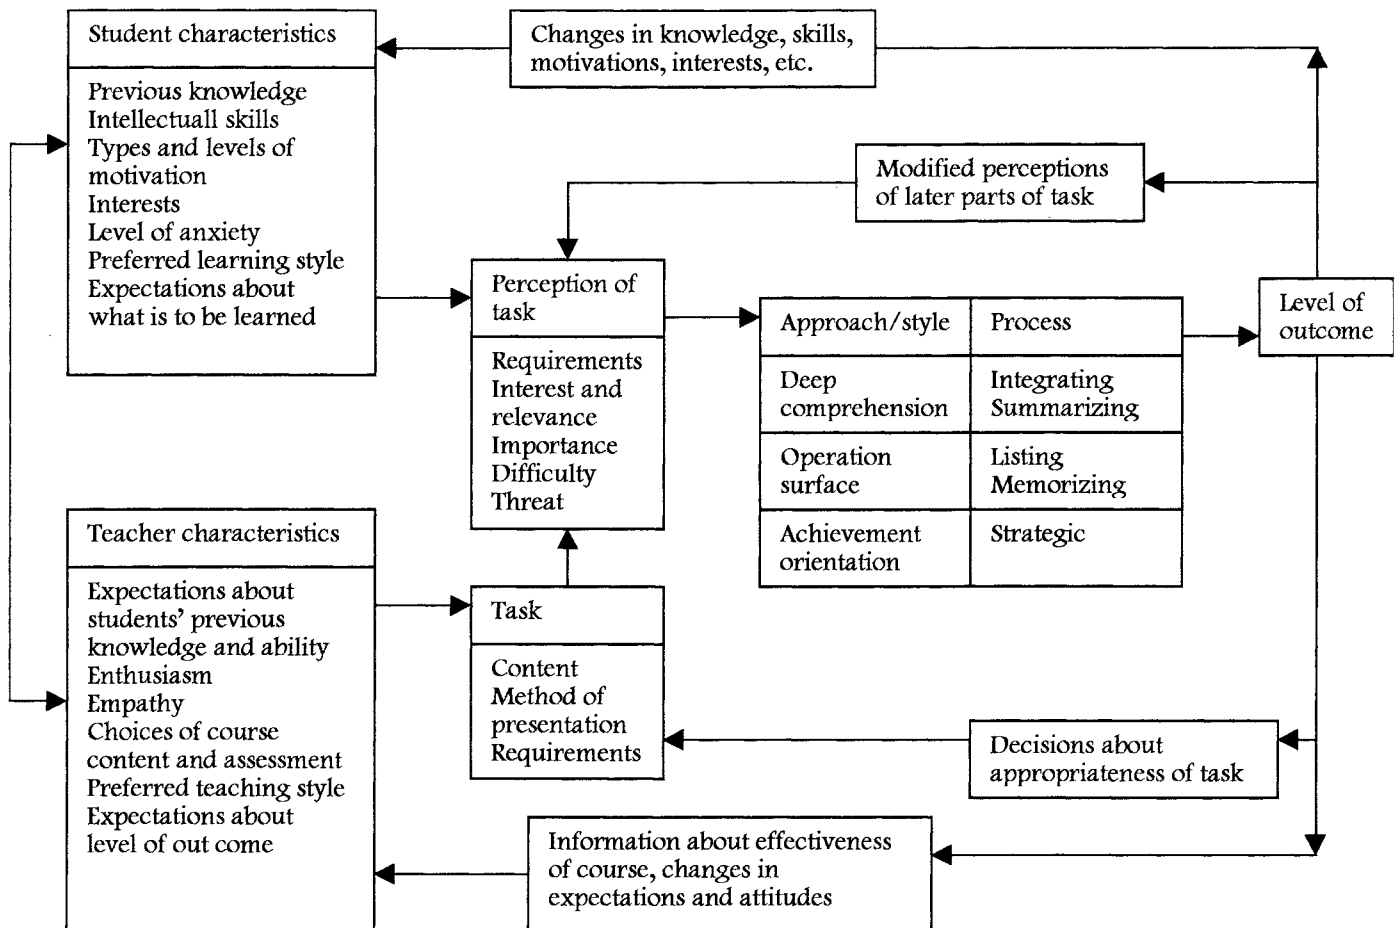 Student characteristics
Previous knowledge
Intellectuall skills
Types and levels of
motivation
Interests
Level of anxiety
Preferred learning style
Expectations about
what is to be learned
Changes in knowledge, skills,
motivations, interests, etc.
Modified perceptions
of later parts of task
Perception of
task
Requirements
Interest and
relevance
Importance
Difficulty
Threat
Approach/style
Process
Deep
comprehension
Integrating
Summarizing
Operation
surface
Listing
Memorizing
Achievement
orientation
Strategic
Level of
outcome
Teacher characteristics
Expectations about
students' previous
knowledge and ability
Enthusiasm
Empathy
Choices of course
content and assessment
Preferred teaching style
Expectations about
level of out come
Task
Content
Method of
presentation
Requirements
Decisions about
appropriateness of task
Information about effectiveness
of course, changes in
expectations and attitudes